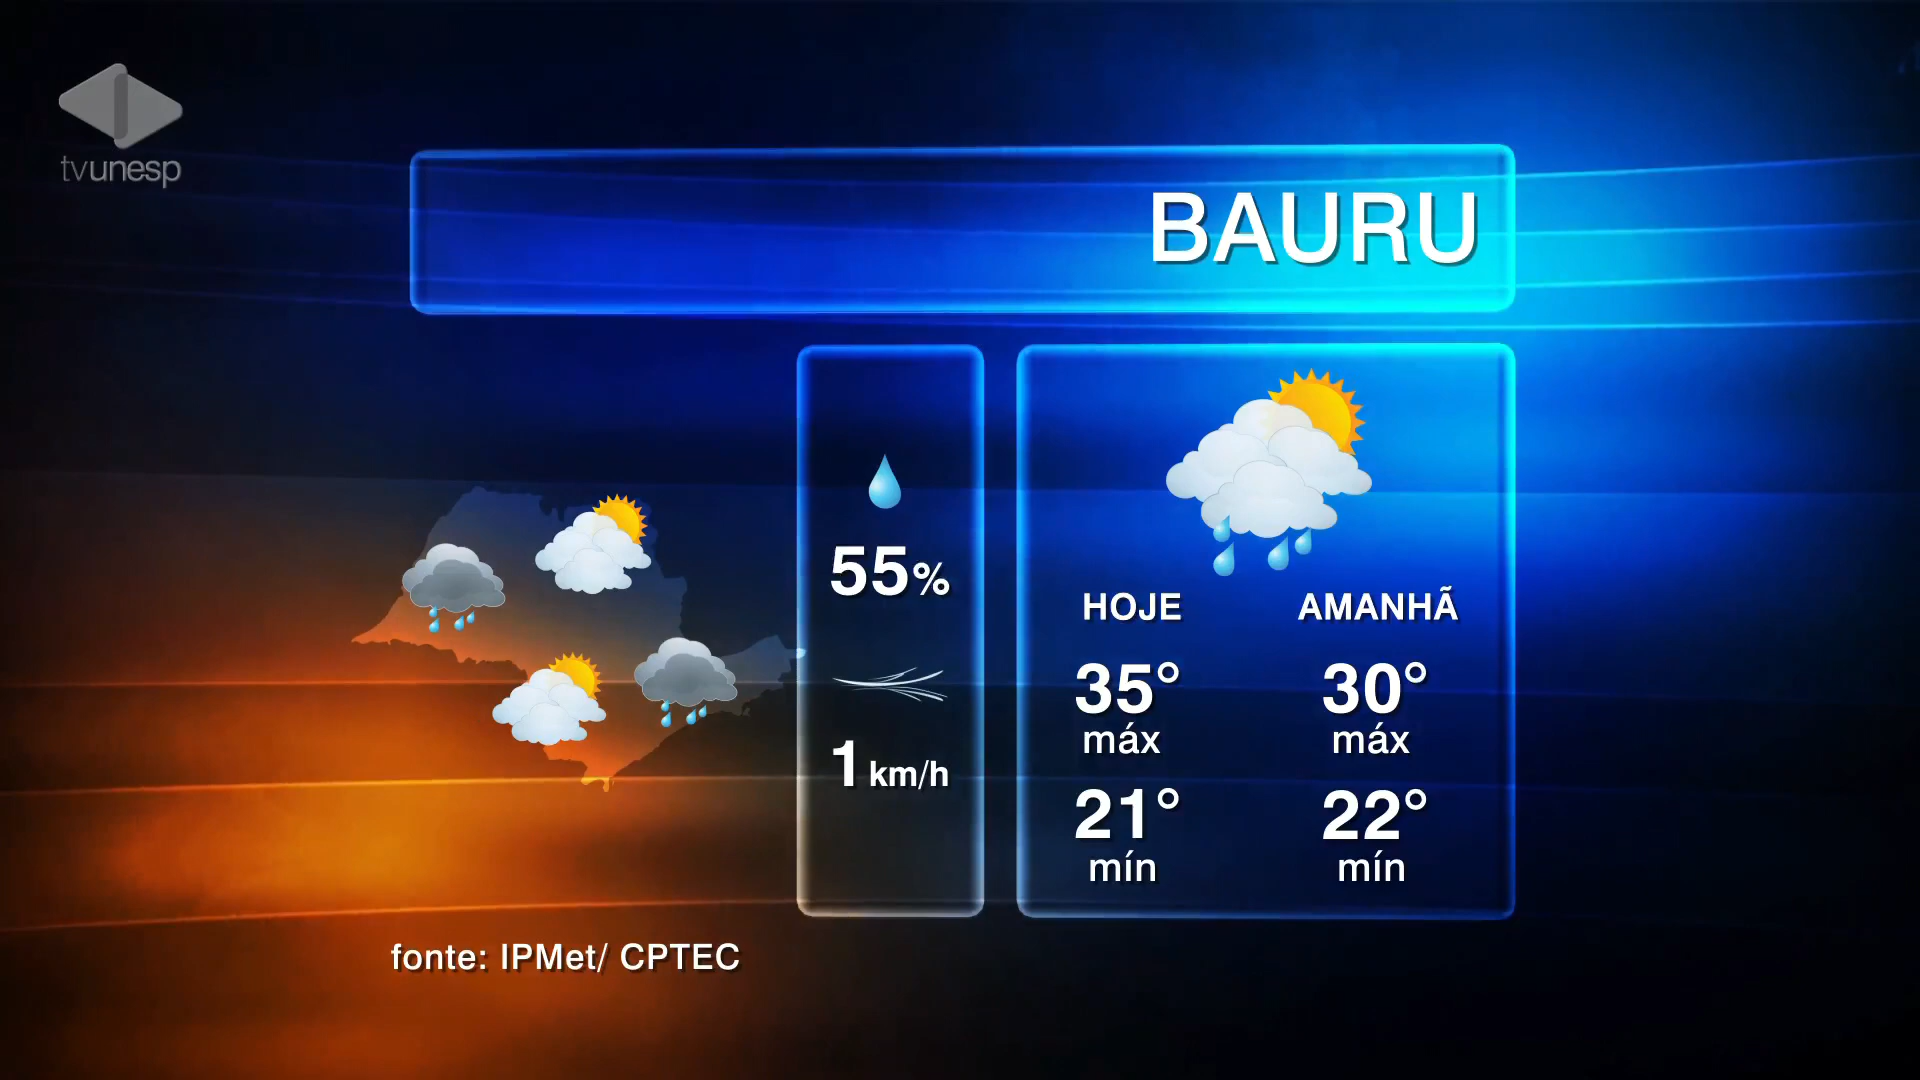 tvunesp
BAURU
55%
1 km/h
HOJE AMANHÃ
35° 30°
máx máx
21° 22°
mín mín
fonte: IPMet/ CPTEC